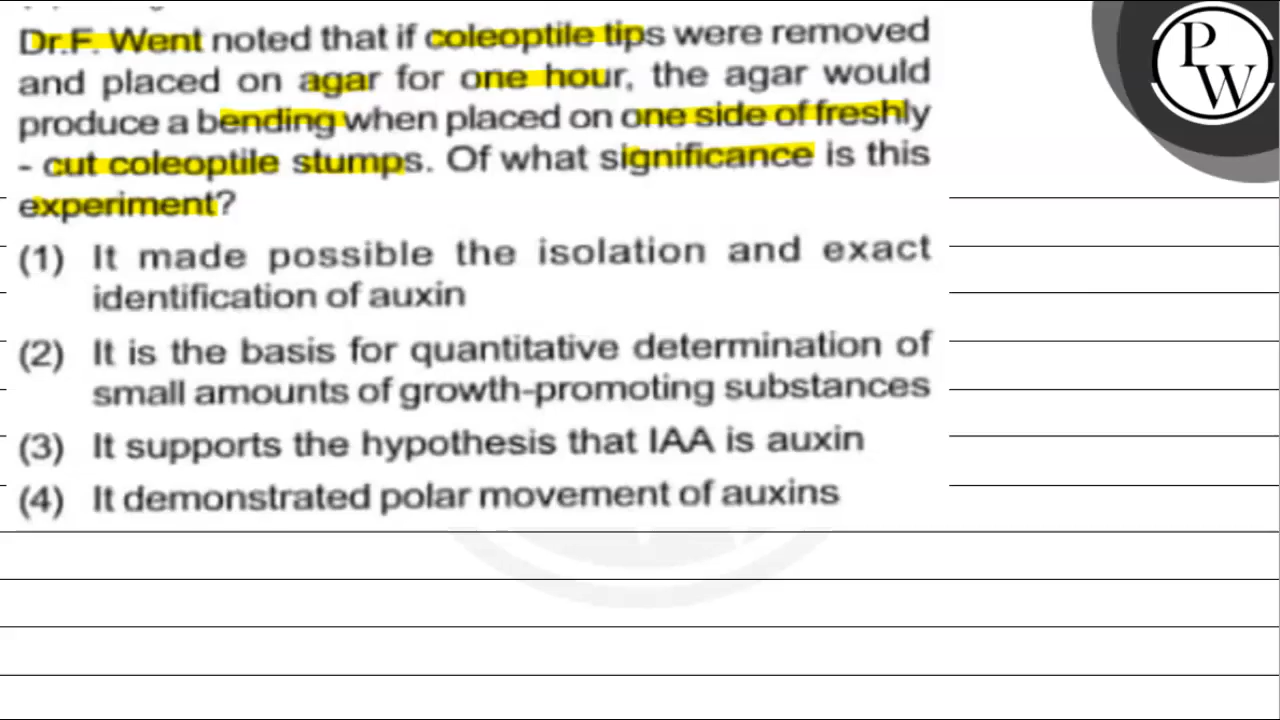 Dr.F. Went noted that if coleoptile tips were removed
and placed on agar for one hour, the agar would
produce a bending when placed on one side of freshly
- cut coleoptile stumps. Of what significance is this
experiment?
(1) It made possible the isolation and exact
identification of auxin
(2) It is the basis for quantitative determination of
small amounts of growth-promoting substances
(3) It supports the hypothesis that IAA is auxin
(4) It demonstrated polar movement of auxins
P
W